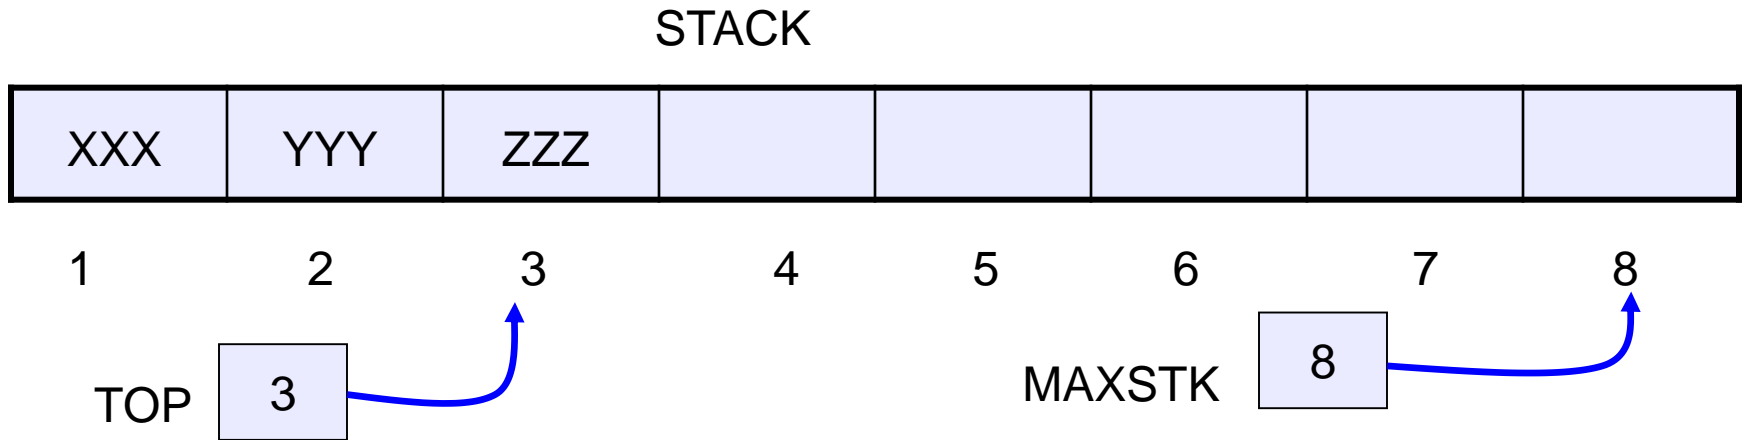 STACK
XXX YYY ZZZ
1 2 3 4 5 6 7 8
TOP 3 MAXSTK 8